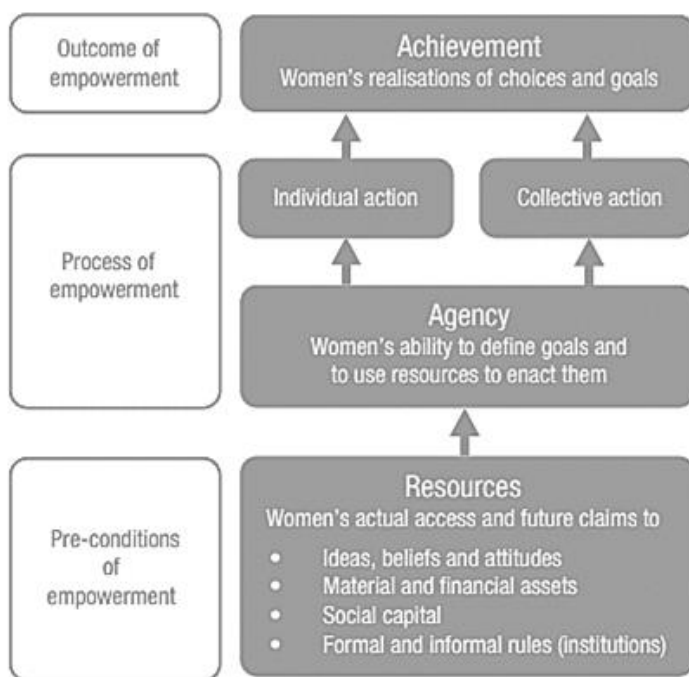 Outcome of
empowerment
Achievement
Women's realisations of choices and goals
Individual action
Collective action
Process of
empowerment
Agency
Women's ability to define goals and
to use resources to enact them
Pre-conditions
of
empowerment
Resources
Women's actual access and future claims to
• Ideas, beliefs and attitudes
• Material and financial assets
• Social capital
• Formal and informal rules (institutions)